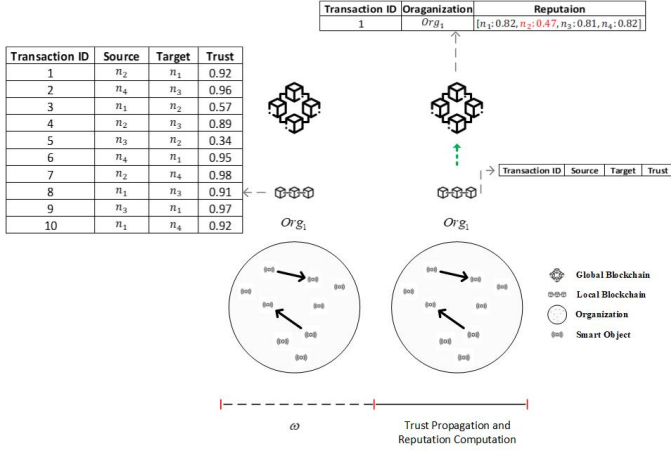 Transaction ID Oraganization Reputaion
1 Org₁ [n₁: 0.82, n₂: 0.47, n₃: 0.81, n₄: 0.82]
Transaction ID Source Target Trust
1 n₂ n₁ 0.92
2 n₄ n₃ 0.96
3 n₁ n₂ 0.57
4 n₂ n₃ 0.89
5 n₃ n₂ 0.34
6 n₄ n₁ 0.95
7 n₂ n₄ 0.98
8 n₁ n₃ 0.91
9 n₃ n₁ 0.97
10 n₁ n₄ 0.92
Transaction ID Source Target Trust
Org₁ Org₁
Global Blockchain
Local Blockchain
Organization
Smart Object
ω
Trust Propagation and
Reputation Computation